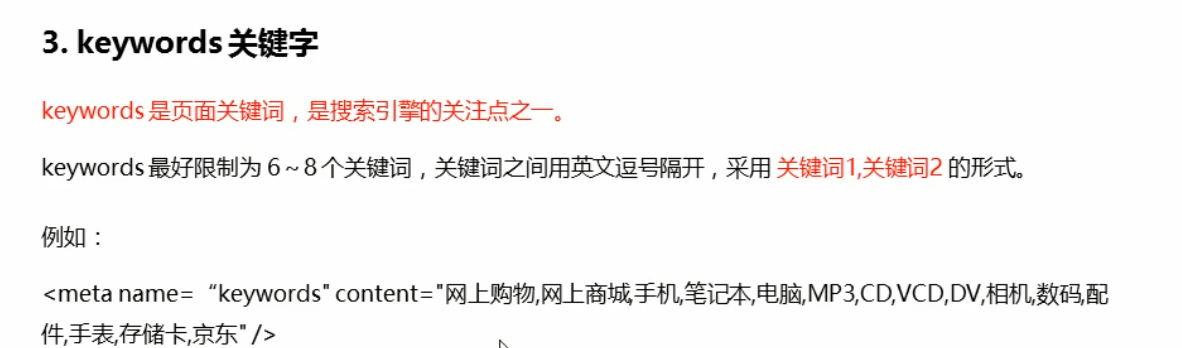 3. keywords 关键字
keywords 是页面关键词，是搜索引擎的关注点之一。
keywords 最好限制为 6～8 个关键词，关键词之间用英文逗号隔开，采用 关键词1,关键词2 的形式。
例如：
<meta name= “keywords" content="网上购物,网上商城,手机,笔记本,电脑,MP3,CD,VCD,DV,相机,数码,配
件,手表,存储卡,京东" />